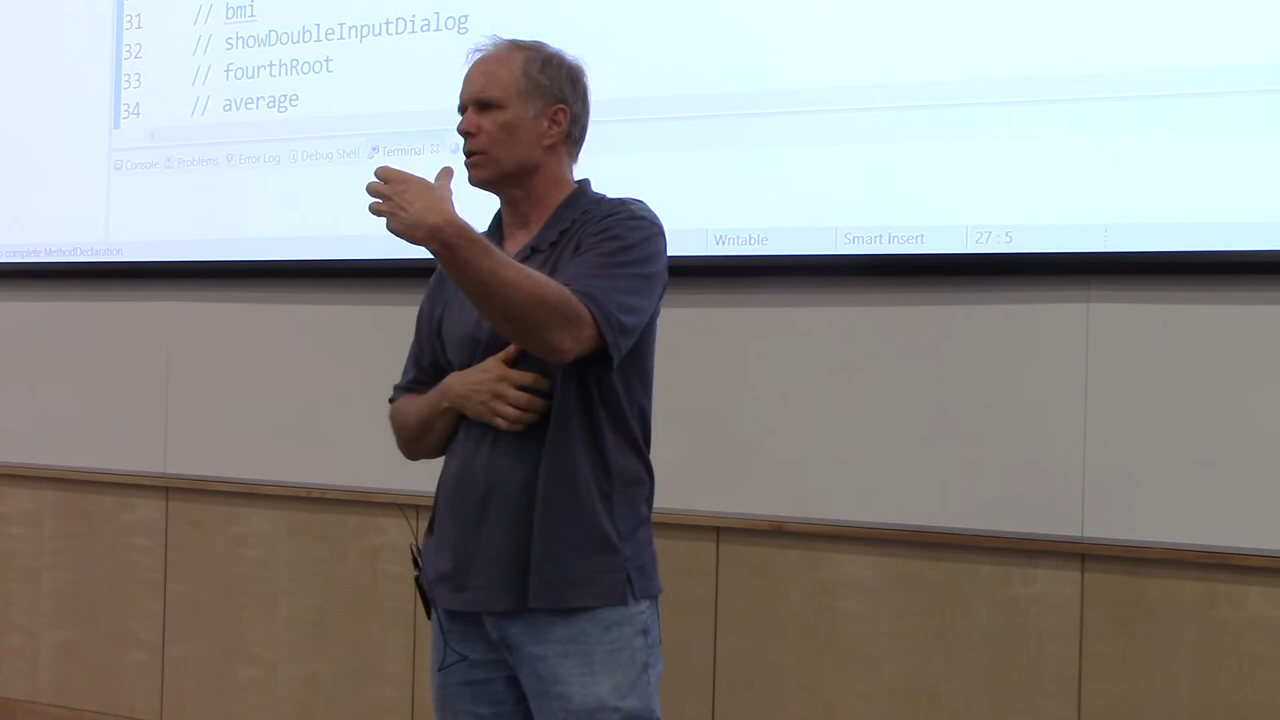 31 // bmi
32 // showDoubleInputDialog
33 // fourthRoot
34 // average
Console Problems Error Log Debug Shell Terminal
complete MethodDeclaration Writable Smart Insert 27 : 5